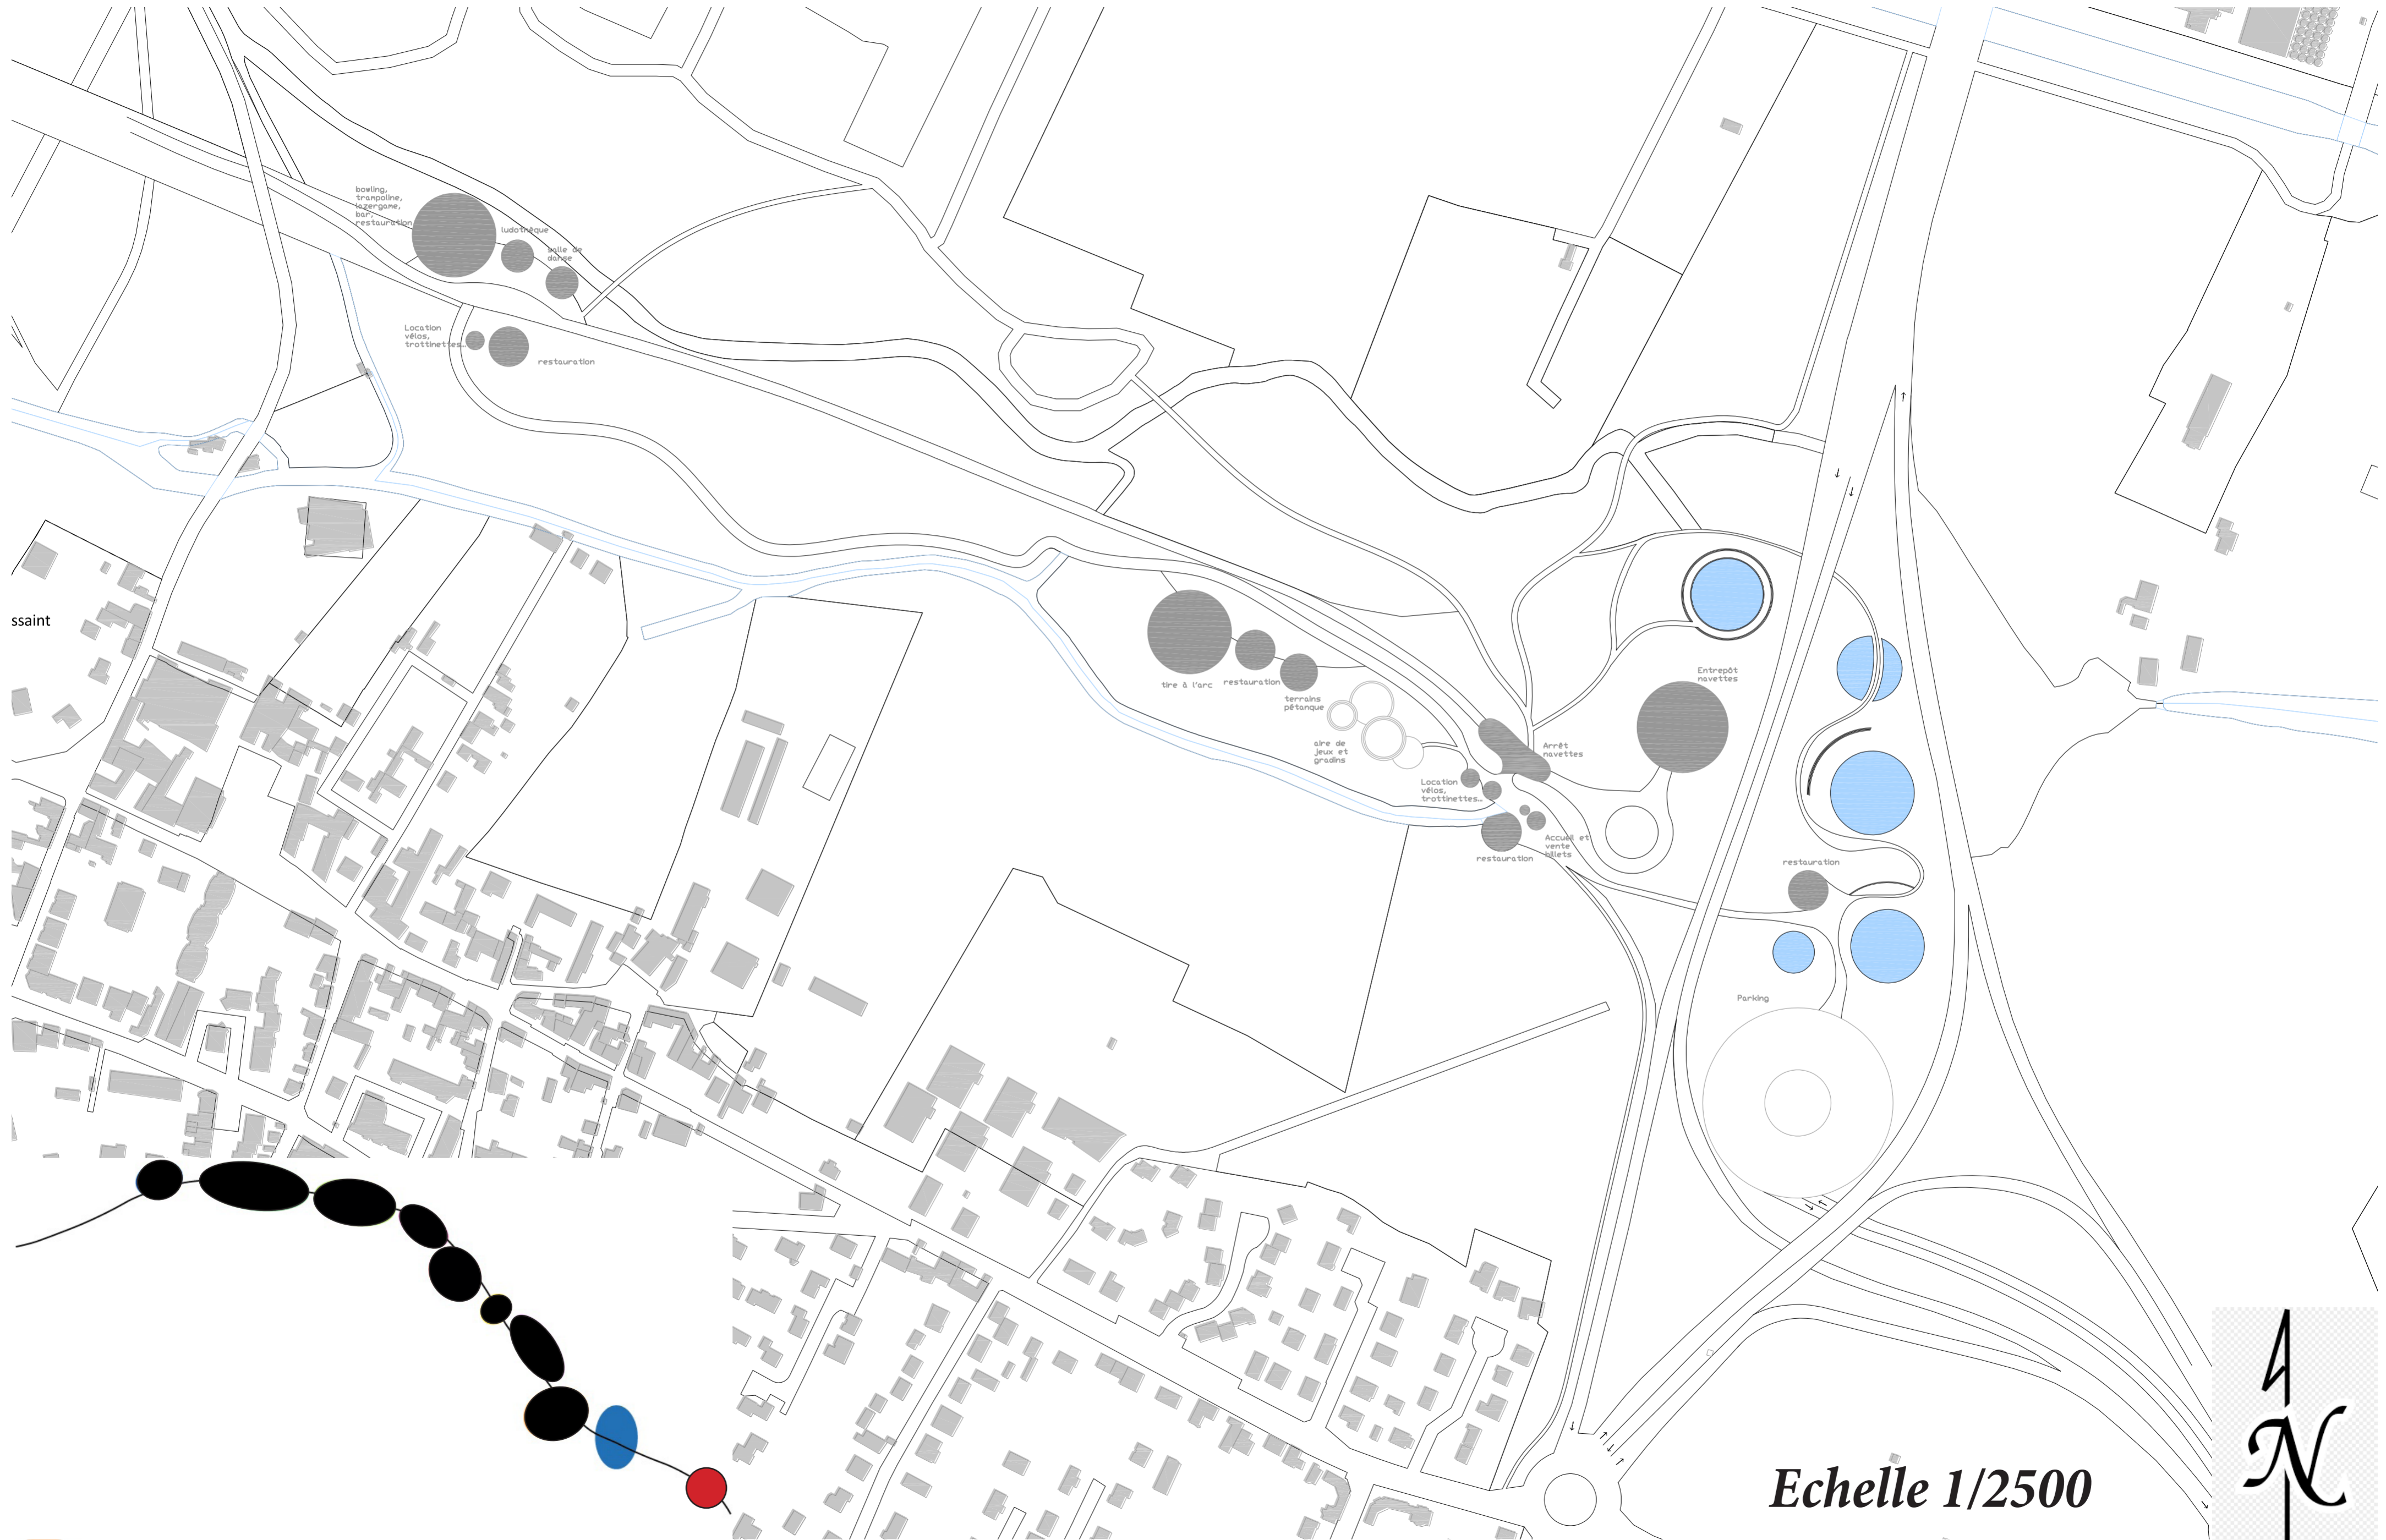 bowling,
trampoline,
lazergame,
bar,
restauration
ludothèque
salle de
danse
Location
vélos,
trottinettes...
restauration
ssaint
tire à l'arc
restauration
terrains
pétanque
aire de
jeux et
gradins
Entrepôt
navettes
Arrêt
navettes
Location
vélos,
trottinettes...
Accueil et
vente
billets
restauration
restauration
Parking
Echelle 1/2500
N